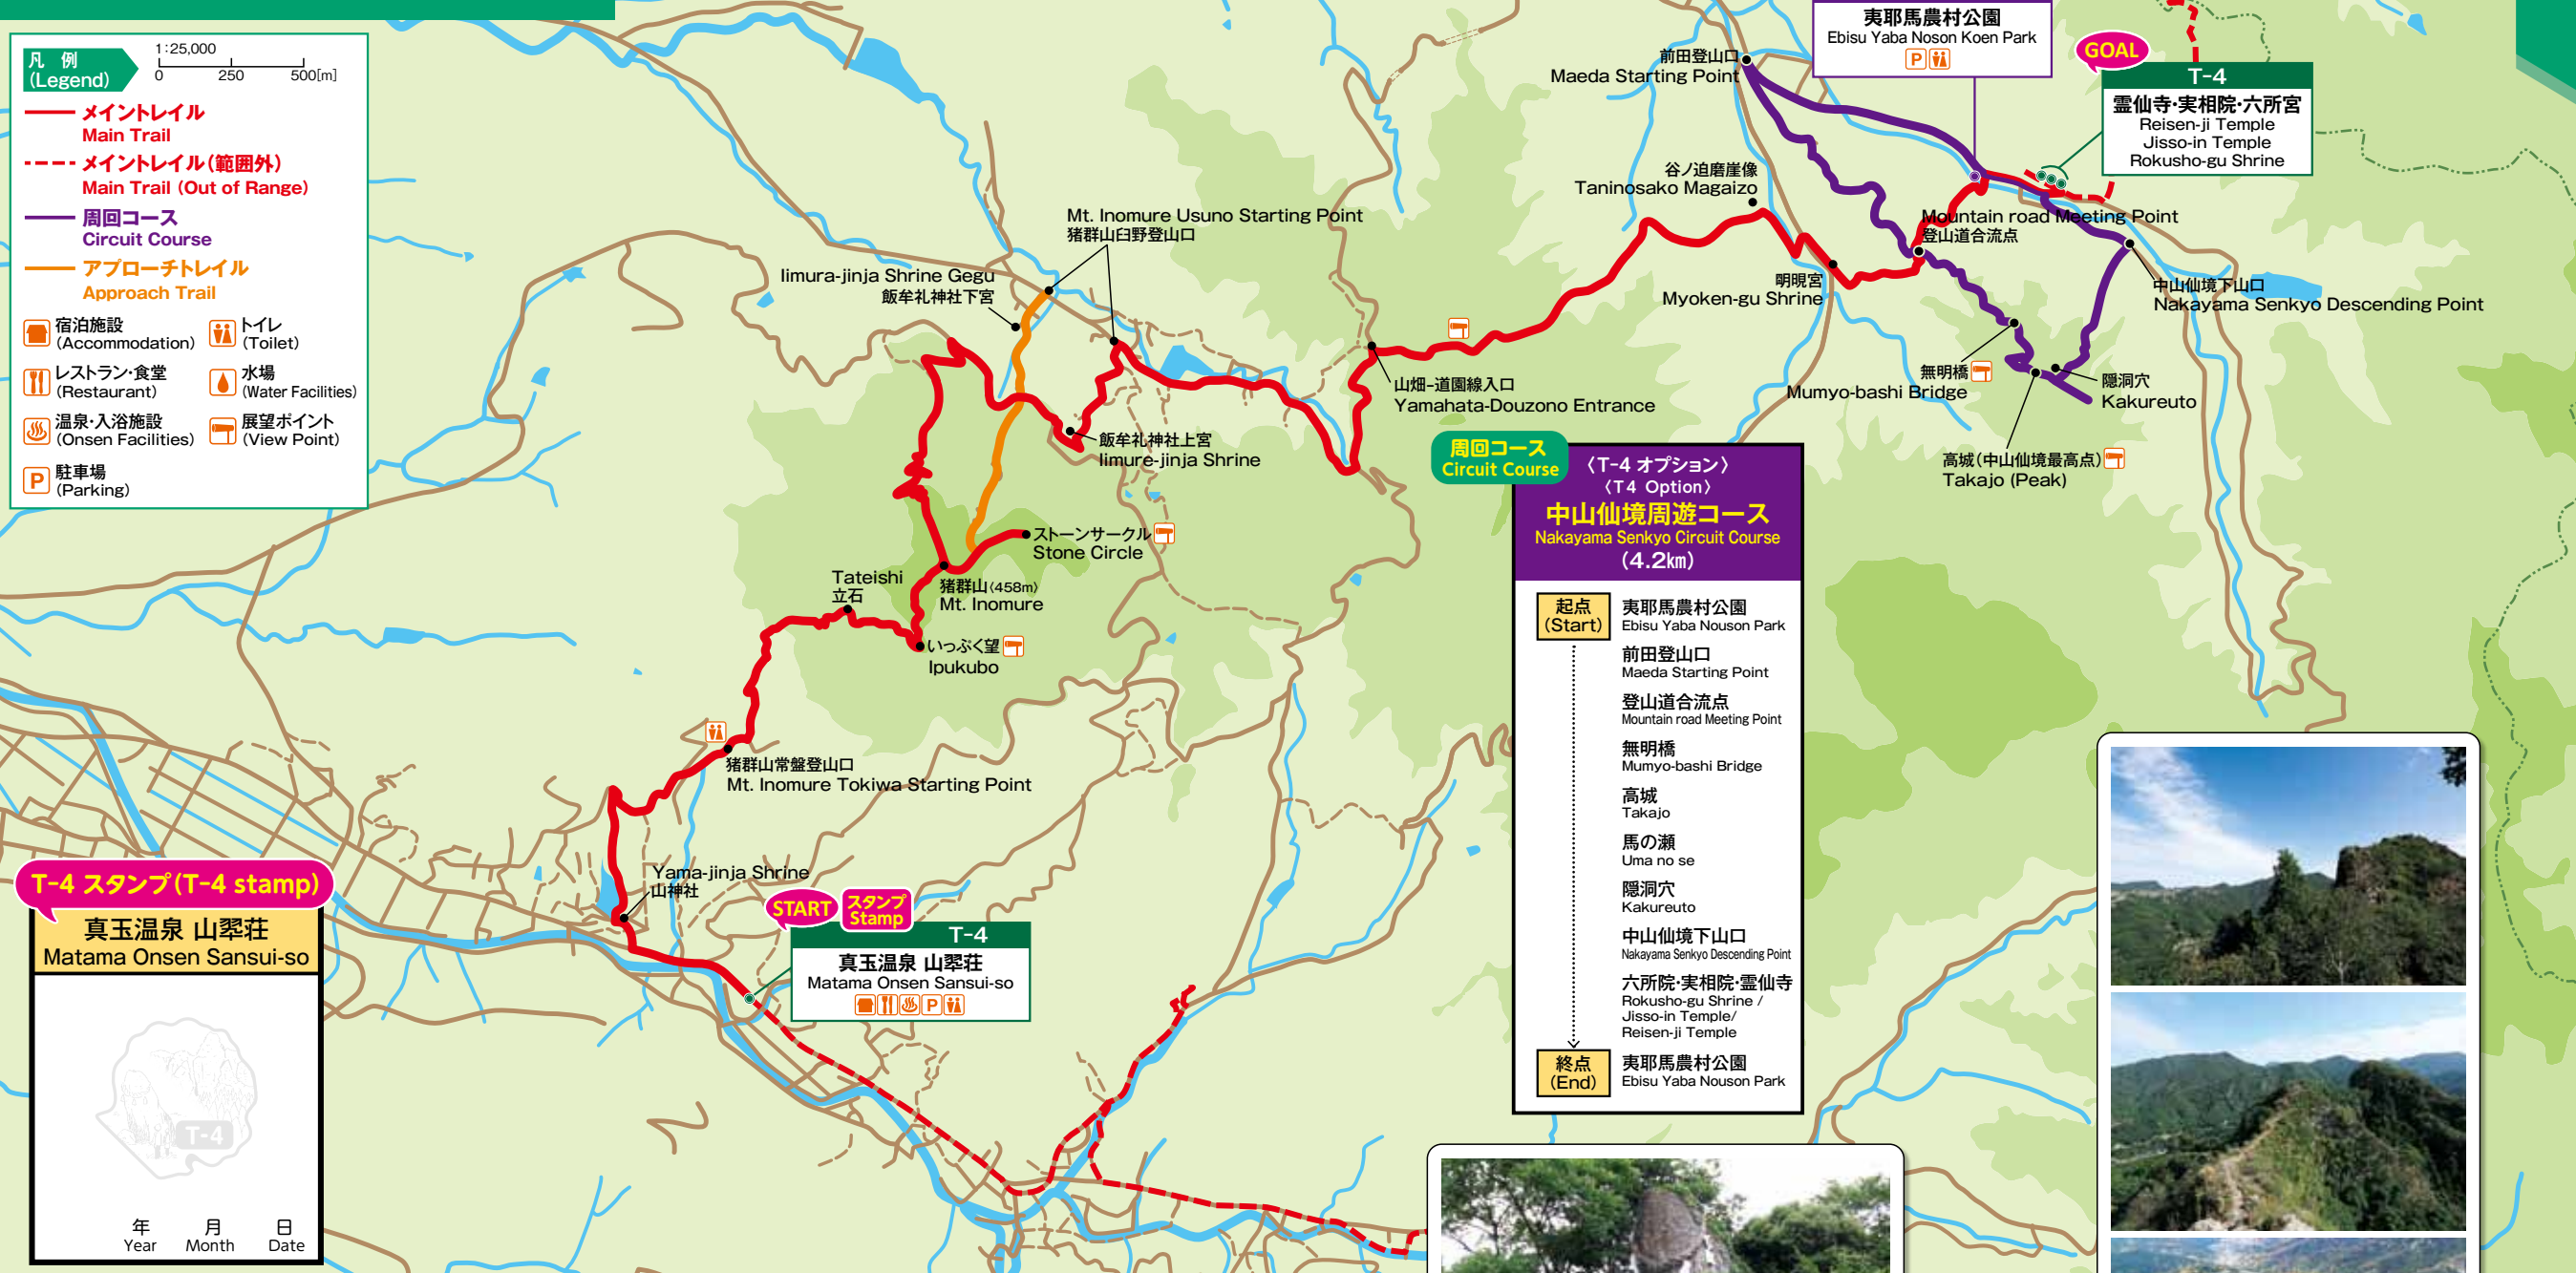 凡 例
(Legend)
1:25,000
0 250 500[m]
メイントレイル
Main Trail
メイントレイル(範囲外)
Main Trail (Out of Range)
周回コース
Circuit Course
アプローチトレイル
Approach Trail
宿泊施設
(Accommodation)
トイレ
(Toilet)
レストラン・食堂
(Restaurant)
水場
(Water Facilities)
温泉・入浴施設
(Onsen Facilities)
展望ポイント
(View Point)
P
駐車場
(Parking)
夷耶馬農村公園
Ebisu Yaba Noson Koen Park
P
GOAL
T-4
霊仙寺・実相院・六所宮
Reisen-ji Temple
Jisso-in Temple
Rokusho-gu Shrine
前田登山口
Maeda Starting Point
谷ノ迫磨崖像
Taninosako Magaizo
Mountain road Meeting Point
登山道合流点
明現宮
Myoken-gu Shrine
中山仙境下山口
Nakayama Senkyo Descending Point
無明橋
Mumyo-bashi Bridge
隠洞穴
Kakureuto
高城(中山仙境最高点)
Takajo (Peak)
Mt. Inomure Usuno Starting Point
猪群山臼野登山口
Iimura-jinja Shrine Gegu
飯牟礼神社下宮
飯牟礼神社上宮
Iimure-jinja Shrine
山畑-道園線入口
Yamahata-Douzono Entrance
ストーンサークル
Stone Circle
猪群山(458m)
Mt. Inomure
Tateishi
立石
いっぷく望
Ipukubo
猪群山常盤登山口
Mt. Inomure Tokiwa Starting Point
Yama-jinja Shrine
山神社
START
スタンプ
Stamp
T-4
真玉温泉 山翠荘
Matama Onsen Sansui-so
P
T-4 スタンプ(T-4 stamp)
真玉温泉 山翠荘
Matama Onsen Sansui-so
T-4
年 月 日
Year Month Date
周回コース
Circuit Course
〈T-4 オプション〉
〈T4 Option〉
中山仙境周遊コース
Nakayama Senkyo Circuit Course
(4.2㎞)
起点
(Start)
夷耶馬農村公園
Ebisu Yaba Nouson Park
前田登山口
Maeda Starting Point
登山道合流点
Mountain road Meeting Point
無明橋
Mumyo-bashi Bridge
高城
Takajo
馬の瀬
Uma no se
隠洞穴
Kakureuto
中山仙境下山口
Nakayama Senkyo Descending Point
六所院・実相院・霊仙寺
Rokusho-gu Shrine /
Jisso-in Temple/
Reisen-ji Temple
終点
(End)
夷耶馬農村公園
Ebisu Yaba Nouson Park